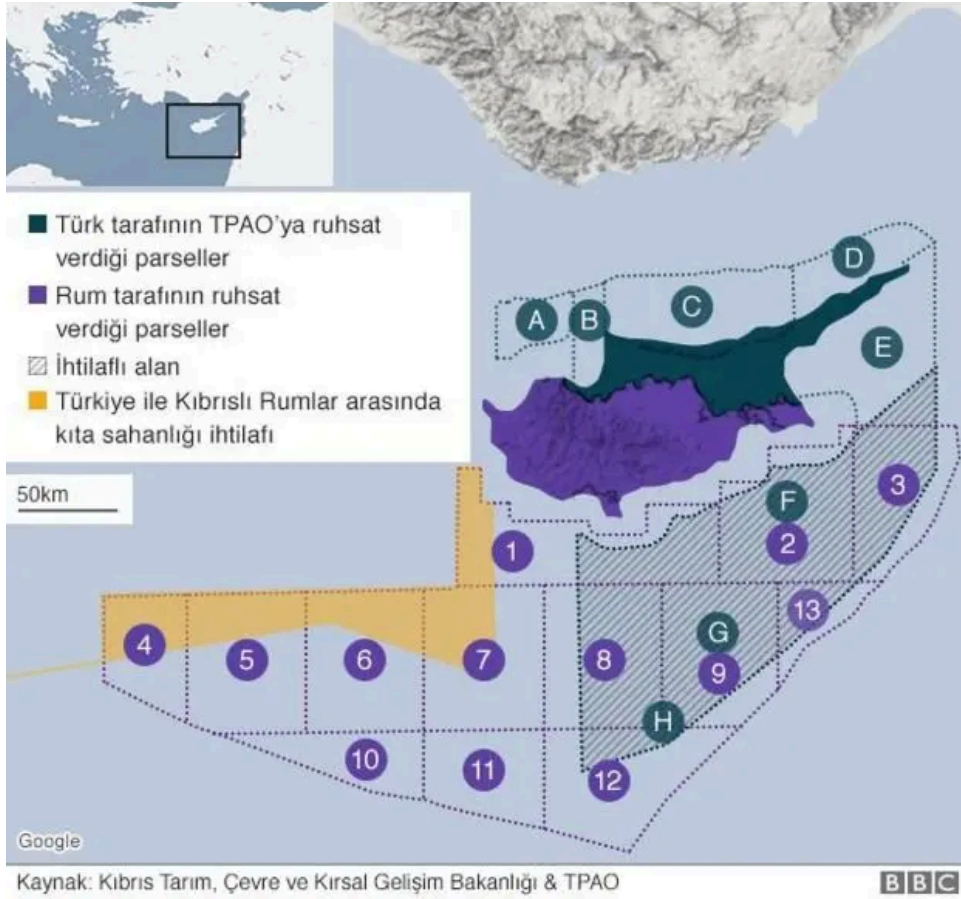 Türk tarafının TPAO'ya ruhsat
verdiği parseller
Rum tarafının ruhsat
verdiği parseller
İhtilaflı alan
Türkiye ile Kıbrıslı Rumlar arasında
kıta sahanlığı ihtilafı
50km
A
B
C
D
E
F
G
H
1
2
3
4
5
6
7
8
9
10
11
12
13
Google
Kaynak: Kıbrıs Tarım, Çevre ve Kırsal Gelişim Bakanlığı & TPAO
BBC